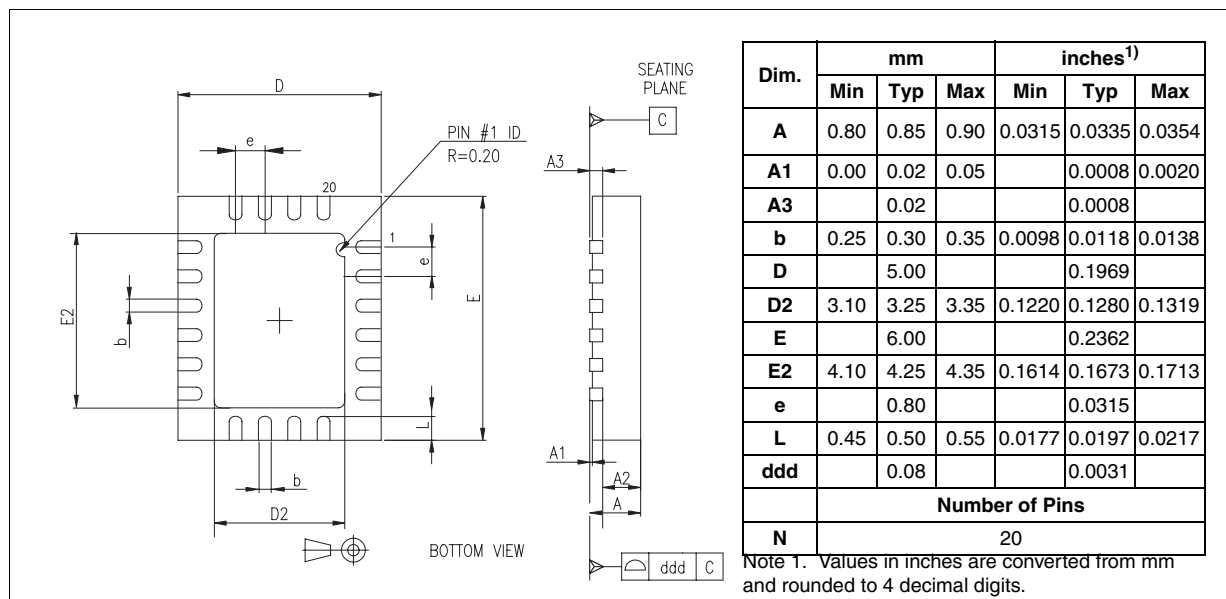 D
e
PIN #1 ID
R=0.20
20
1
e
E
E2
b
L
b
D2
BOTTOM VIEW
SEATING
PLANE
C
A3
A1
A2
A
ddd C
Dim. mm inches1)
Min Typ Max Min Typ Max
A 0.80 0.85 0.90 0.0315 0.0335 0.0354
A1 0.00 0.02 0.05 0.0008 0.0020
A3 0.02 0.0008
b 0.25 0.30 0.35 0.0098 0.0118 0.0138
D 5.00 0.1969
D2 3.10 3.25 3.35 0.1220 0.1280 0.1319
E 6.00 0.2362
E2 4.10 4.25 4.35 0.1614 0.1673 0.1713
e 0.80 0.0315
L 0.45 0.50 0.55 0.0177 0.0197 0.0217
ddd 0.08 0.0031
Number of Pins
N 20
Note 1. Values in inches are converted from mm
and rounded to 4 decimal digits.